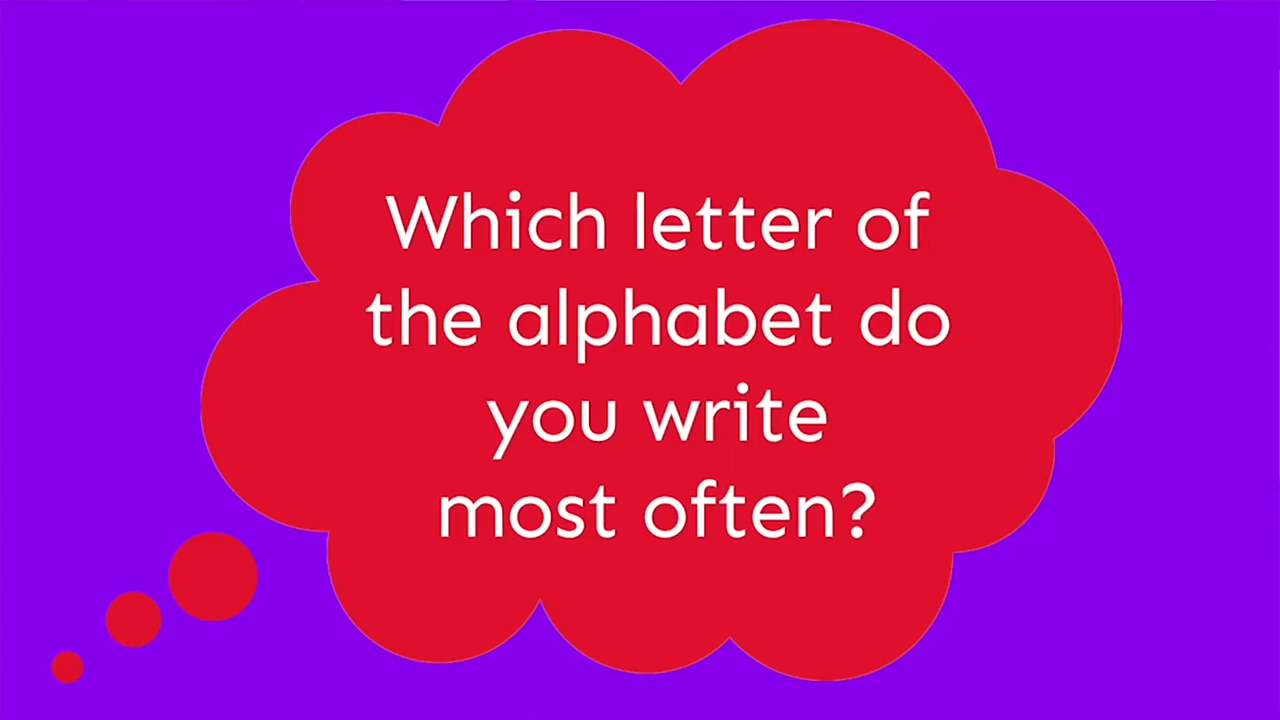 Which letter of
the alphabet do
you write
most often?